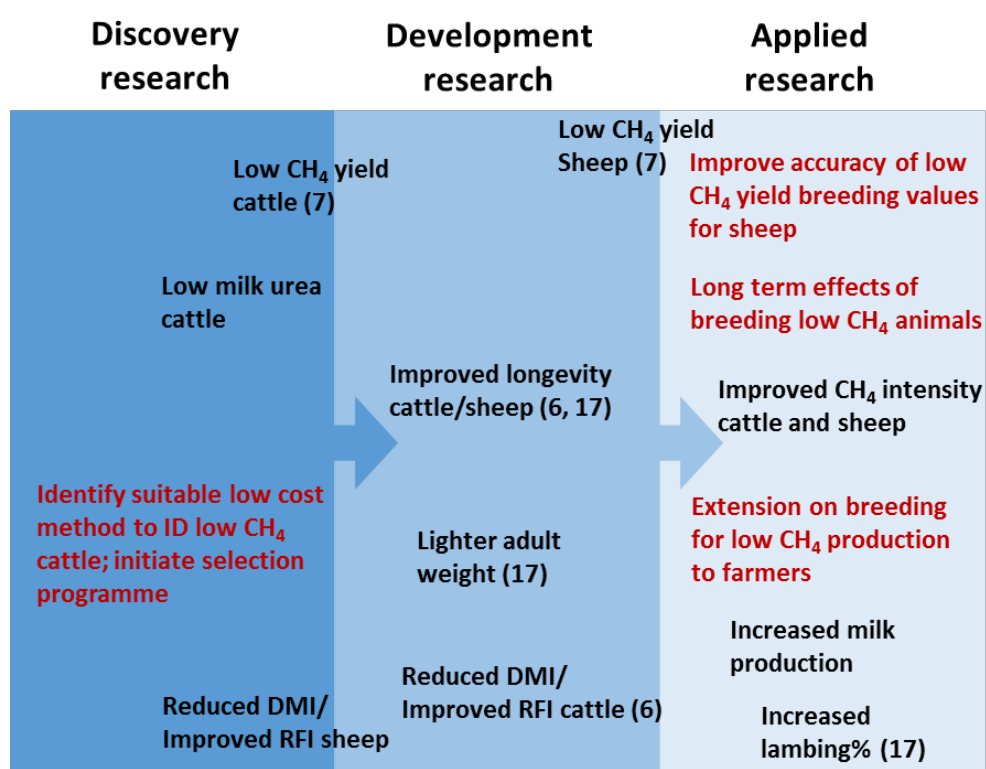 Discovery
research
Development
research
Applied
research
Low CH₄ yield
cattle (7)
Low milk urea
cattle
Identify suitable low cost
method to ID low CH₄
cattle; initiate selection
programme
Reduced DMI/
Improved RFI sheep
Low CH₄ yield
Sheep (7)
Improved longevity
cattle/sheep (6, 17)
Lighter adult
weight (17)
Reduced DMI/
Improved RFI cattle (6)
Improve accuracy of low
CH₄ yield breeding values
for sheep
Long term effects of
breeding low CH₄ animals
Improved CH₄ intensity
cattle and sheep
Extension on breeding
for low CH₄ production
to farmers
Increased milk
production
Increased
lambing% (17)